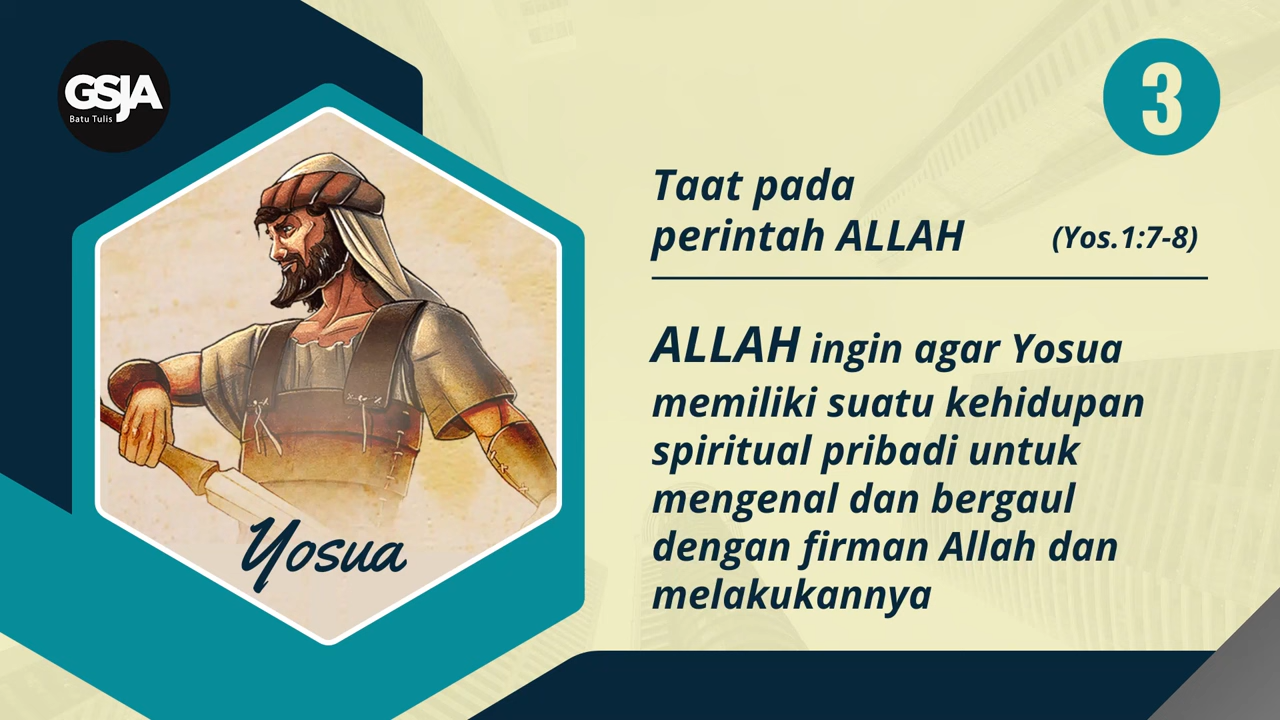 GSJA
Batu Tulis
3
Taat pada
perintah ALLAH (Yos.1:7-8)
ALLAH ingin agar Yosua
memiliki suatu kehidupan
spiritual pribadi untuk
mengenal dan bergaul
dengan firman Allah dan
melakukannya
Yosua